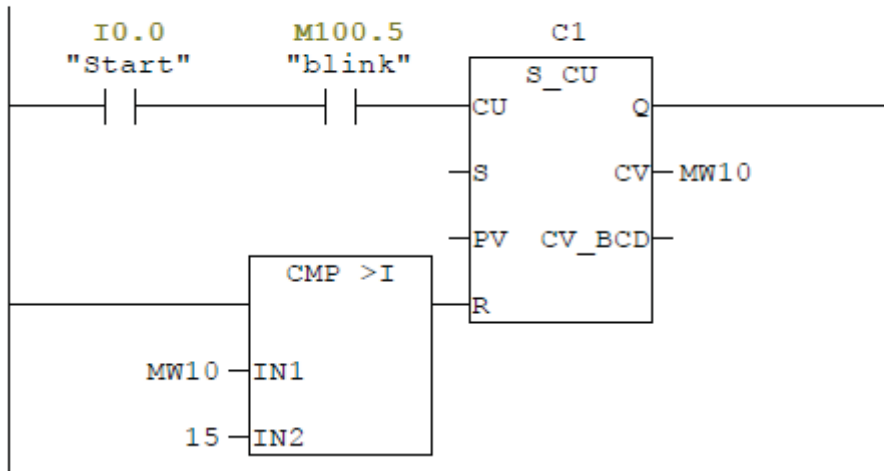 I0.0 M100.5 C1
"Start" "blink" S_CU
CU Q
S CV MW10
PV CV_BCD
CMP >I
R
MW10 IN1
15 IN2